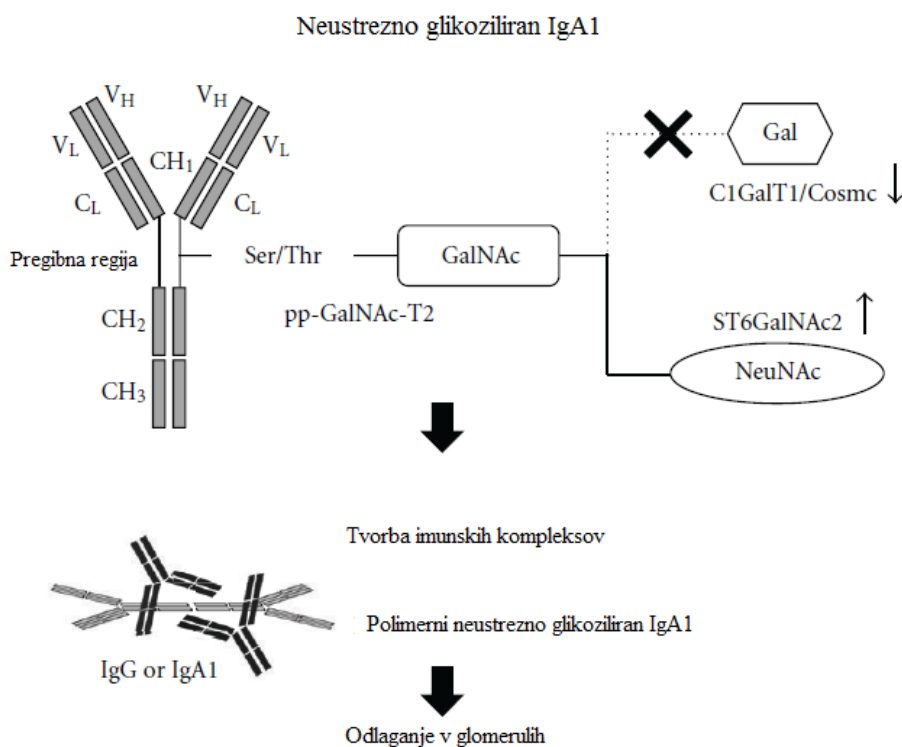 Neustrezno glikoziliran IgA1
V_H
V_H
V_L
CH_1
V_L
C_L
C_L
Gal
C1GalT1/Cosmc ↓
Pregibna regija
Ser/Thr
GalNAc
pp-GalNAc-T2
CH_2
CH_3
ST6GalNAc2 ↑
NeuNAc
Tvorba imunskih kompleksov
Polimerni neustrezno glikoziliran IgA1
IgG or IgA1
Odlaganje v glomerulih